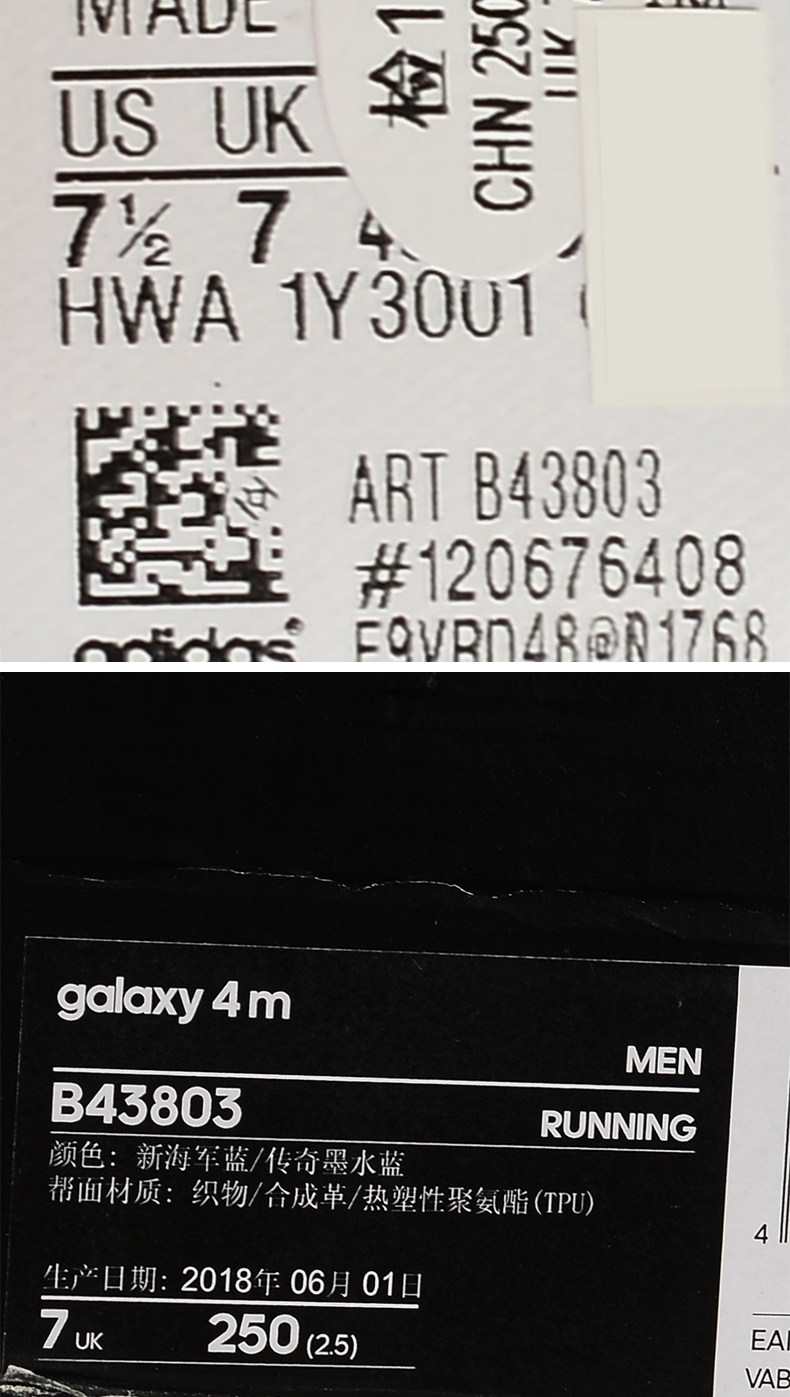 MADE
US UK
7½ 7
CHN 250
UK
HWA 1Y3001
ART B43803
#120676408
adidas®
galaxy 4 m
MEN
B43803
RUNNING
颜色: 新海军蓝/传奇墨水蓝
帮面材质: 织物/合成革/热塑性聚氨酯(TPU)
生产日期: 2018年 06月 01日
7 UK 250 (2.5)
4